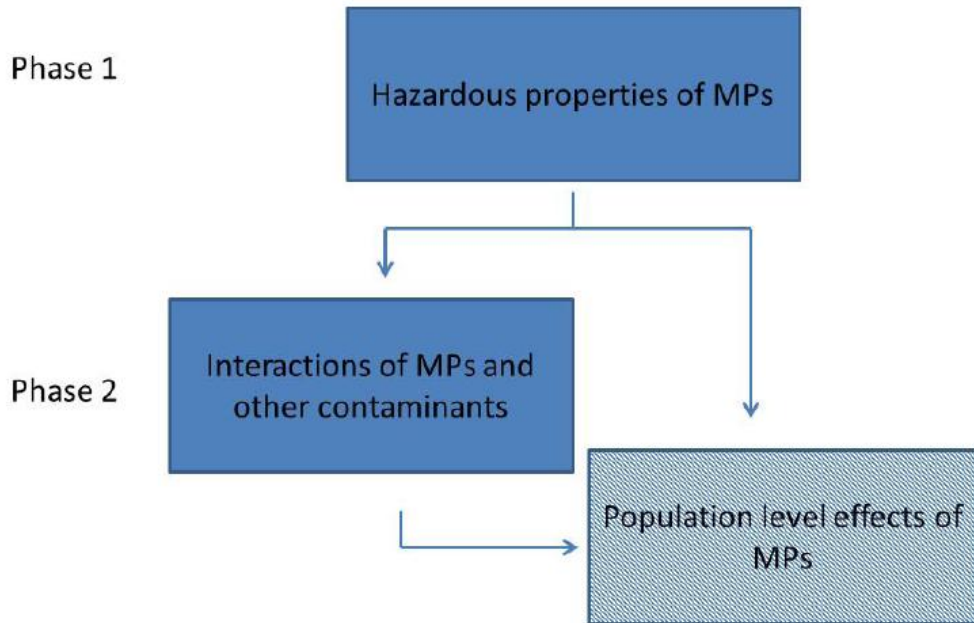 Phase 1
Hazardous properties of MPs
Phase 2
Interactions of MPs and
other contaminants
Population level effects of
MPs